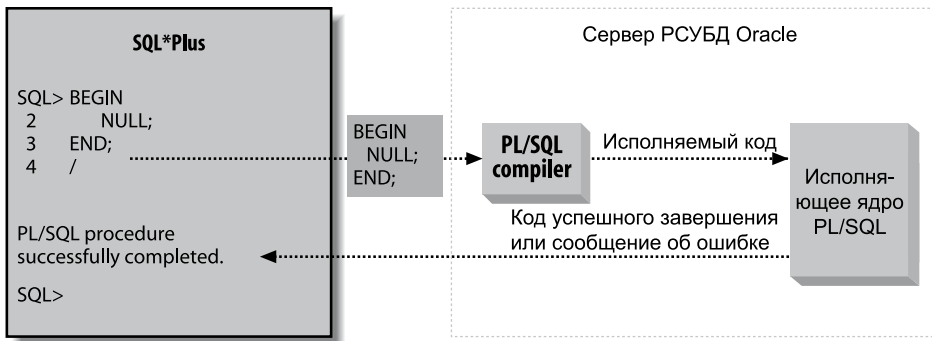 SQL*Plus
SQL> BEGIN
2 NULL;
3 END;
4 /
PL/SQL procedure
successfully completed.
SQL>
BEGIN
NULL;
END;
Сервер РСУБД Oracle
PL/SQL
compiler
Исполняемый код
Исполня-
ющее ядро
PL/SQL
Код успешного завершения
или сообщение об ошибке